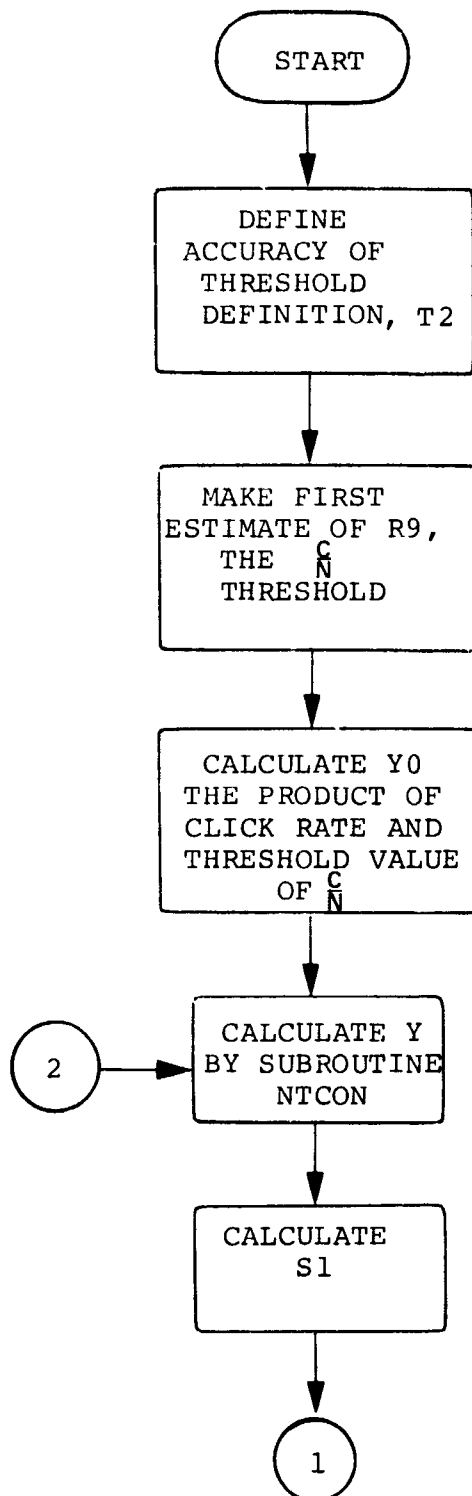 START
DEFINE
ACCURACY OF
THRESHOLD
DEFINITION, T2
MAKE FIRST
ESTIMATE OF R9,
THE C/N
THRESHOLD
CALCULATE Y0
THE PRODUCT OF
CLICK RATE AND
THRESHOLD VALUE
OF C/N
2
CALCULATE Y
BY SUBROUTINE
NTCON
CALCULATE
S1
1